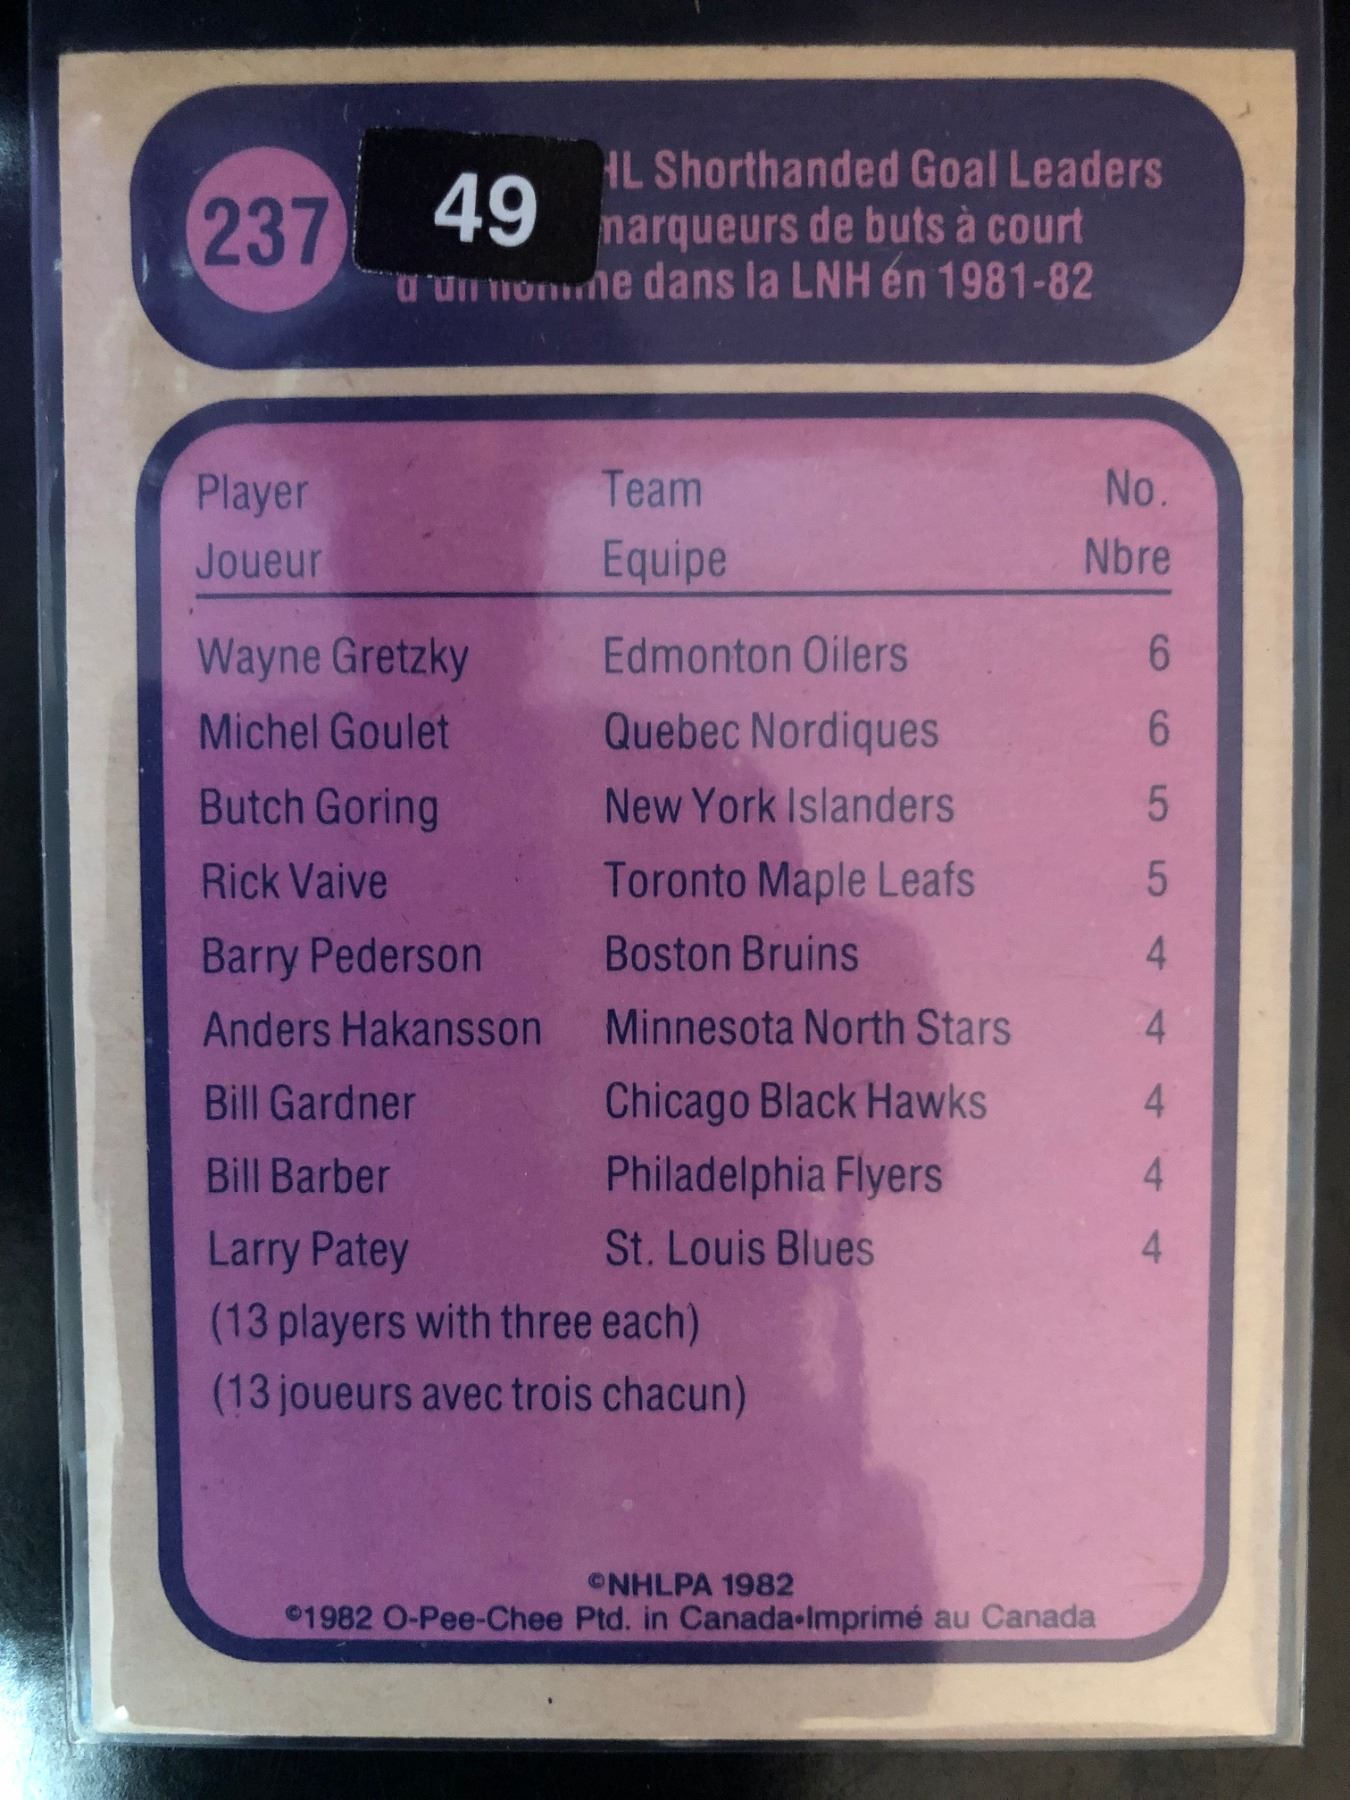 237
49
HL Shorthanded Goal Leaders
marqueurs de buts à court
d'un homme dans la LNH en 1981-82
Player Team No.
Joueur Equipe Nbre
Wayne Gretzky Edmonton Oilers 6
Michel Goulet Quebec Nordiques 6
Butch Goring New York Islanders 5
Rick Vaive Toronto Maple Leafs 5
Barry Pederson Boston Bruins 4
Anders Hakansson Minnesota North Stars 4
Bill Gardner Chicago Black Hawks 4
Bill Barber Philadelphia Flyers 4
Larry Patey St. Louis Blues 4
(13 players with three each)
(13 joueurs avec trois chacun)
©NHLPA 1982
©1982 O-Pee-Chee Ptd. in Canada•Imprimé au Canada